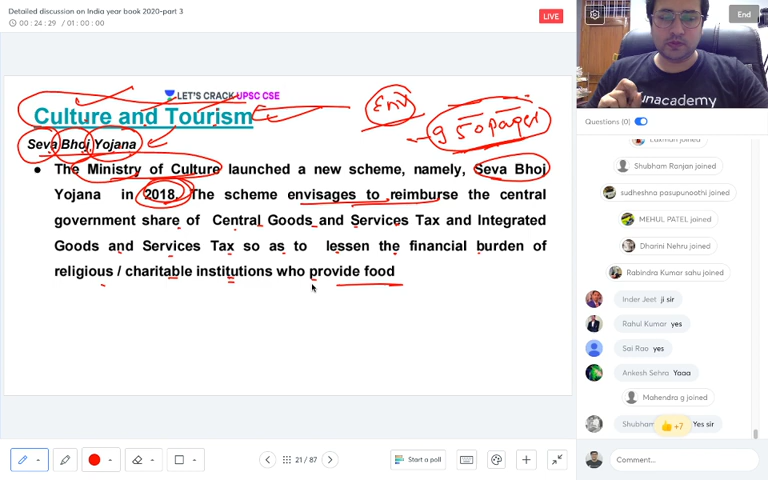 Detailed discussion on India year book 2020-part 3
00 : 24 : 29 / 01 : 00 : 00
LIVE
End
LET'S CRACK UPSC CSE
Culture and Tourism
Env
950 pages
Seva Bhoj Yojana
The Ministry of Culture launched a new scheme, namely, Seva Bhoj
Yojana in 2018. The scheme envisages to reimburse the central
government share of Central Goods and Services Tax and Integrated
Goods and Services Tax so as to lessen the financial burden of
religious / charitable institutions who provide food
unacademy
Questions (0)
Laxman joined
Shubham Ranjan joined
sudheshna pasupunoothi joined
MEHUL PATEL joined
Dharini Nehru joined
Rabindra Kumar sahu joined
Inder Jeet ji sir
Rahul Kumar yes
Sai Rao yes
Ankesh Sehra Yaaa
Mahendra g joined
Shubham +7 Yes sir
21 / 87
Start a poll
Comment...